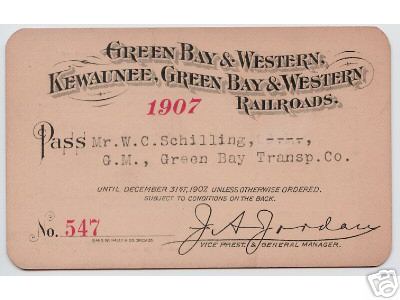 GREEN BAY & WESTERN,
KEWAUNEE, GREEN BAY & WESTERN
RAILROADS.
1907
Pass Mr. W.C. Schilling,
G.M., Green Bay Transp. Co.
UNTIL DECEMBER 31ST, 1907, UNLESS OTHERWISE ORDERED.
SUBJECT TO CONDITIONS ON THE BACK.
No. 547
J A Jordan
VICE PREST. & GENERAL MANAGER.